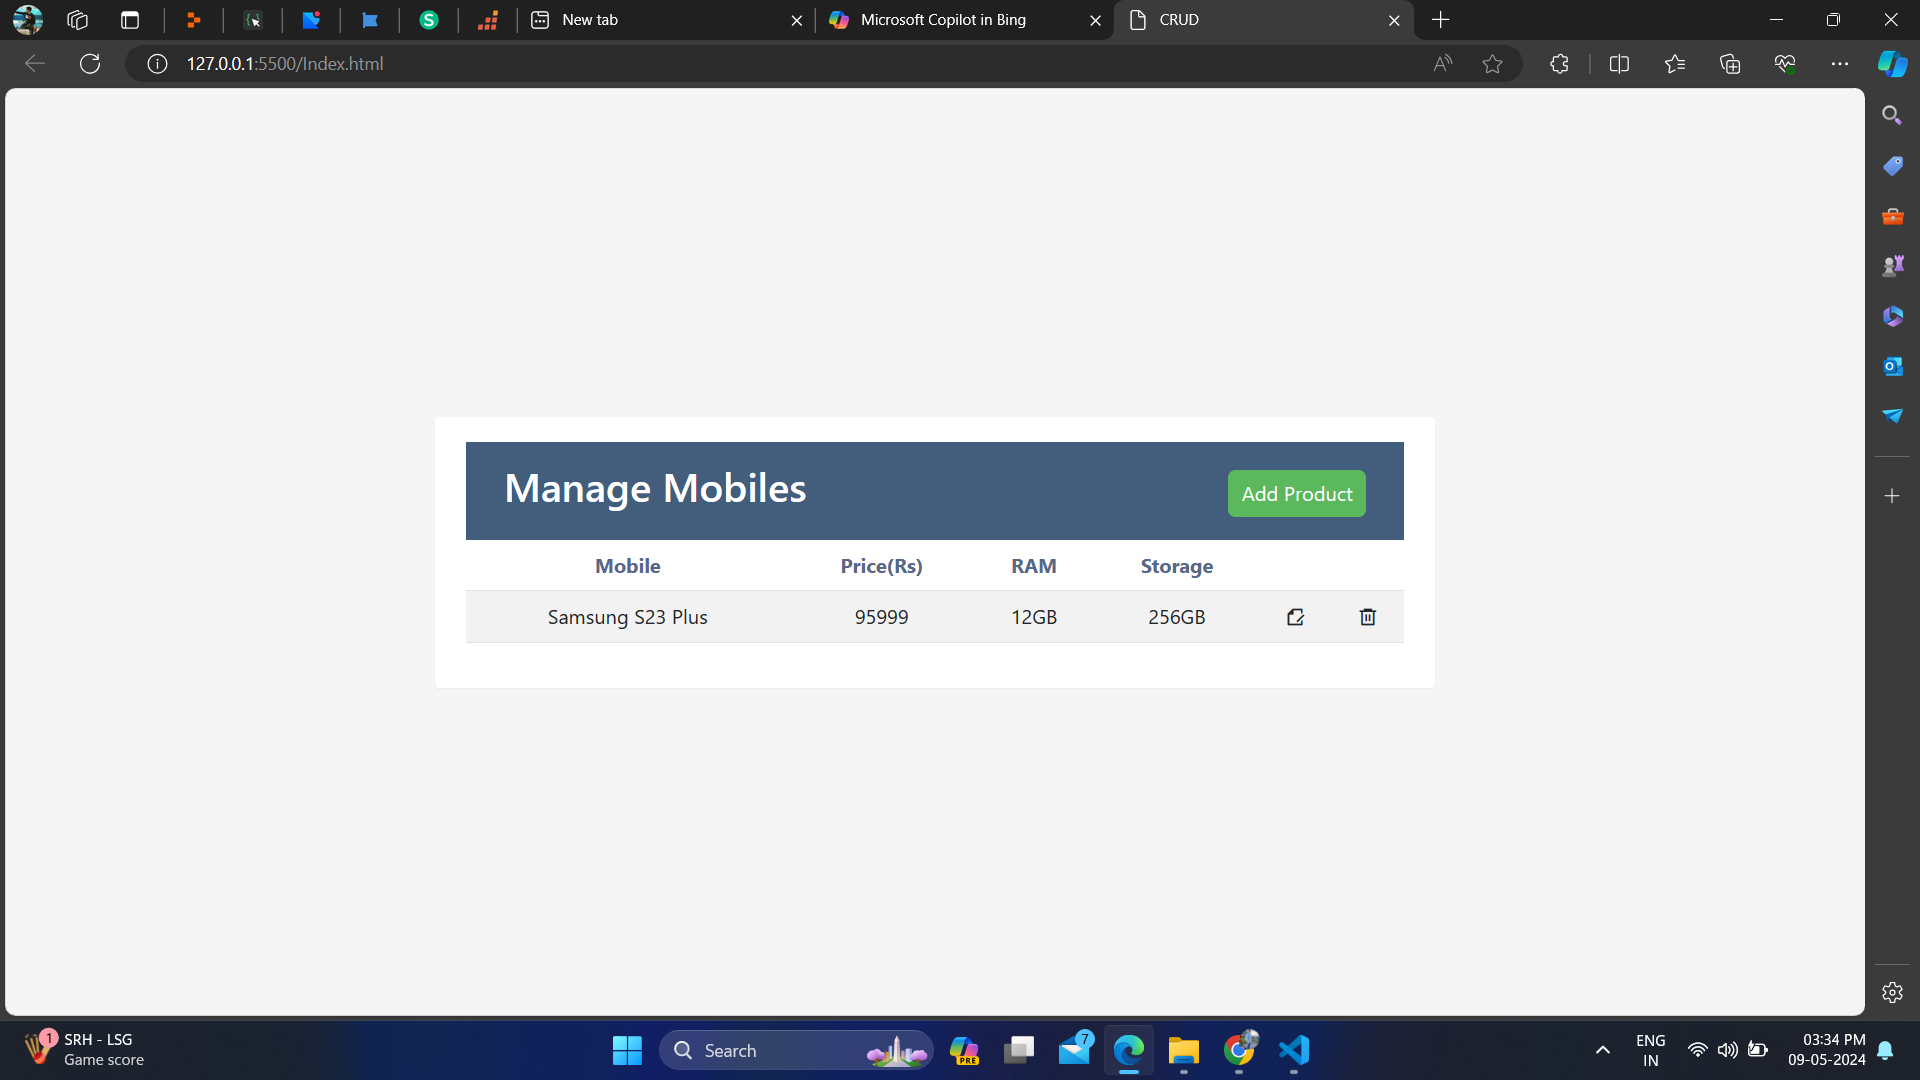 New tab
Microsoft Copilot in Bing
CRUD
127.0.0.1:5500/Index.html
Manage Mobiles
Add Product
Mobile Price(Rs) RAM Storage
Samsung S23 Plus 95999 12GB 256GB
1 SRH - LSG
Game score
Search
PRE
7
ENG
IN
03:34 PM
09-05-2024